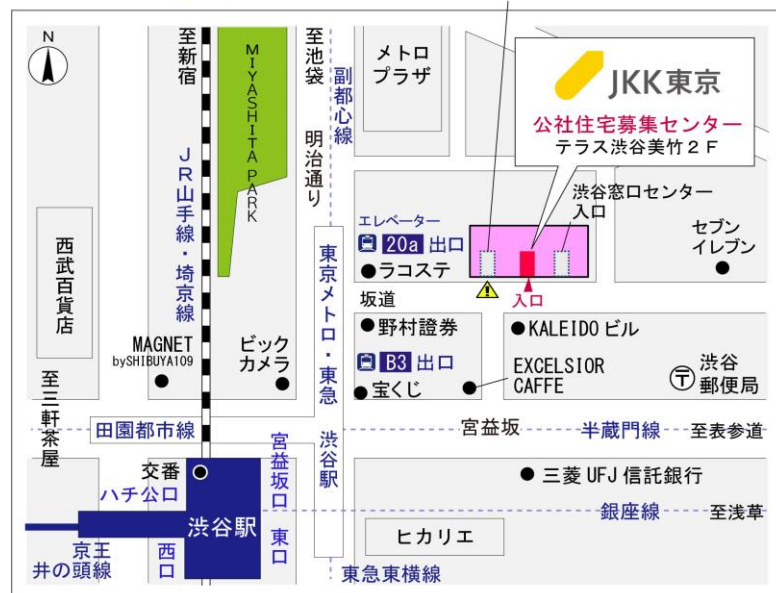 N
至新宿
MIYASHITA PARK
至池袋
副都心線
明治通り
メトロ
プラザ
JKK東京
公社住宅募集センター
テラス渋谷美竹2F
JR山手線・埼京線
西武百貨店
エレベーター
20a 出口
ラコステ
渋谷窓口センター
入口
セブン
イレブン
坂道
入口
東京メトロ・東急 渋谷駅
MAGNET
bySHIBUYA109
ビック
カメラ
野村證券
B3 出口
宝くじ
KALEIDO ビル
EXCELSIOR
CAFFE
渋谷
郵便局
至三軒茶屋
田園都市線
宮益坂
半蔵門線
至表参道
交番
ハチ公口
宮益坂口
三菱UFJ信託銀行
渋谷駅
東口
銀座線
至浅草
京王
井の頭線
西口
ヒカリエ
東急東横線